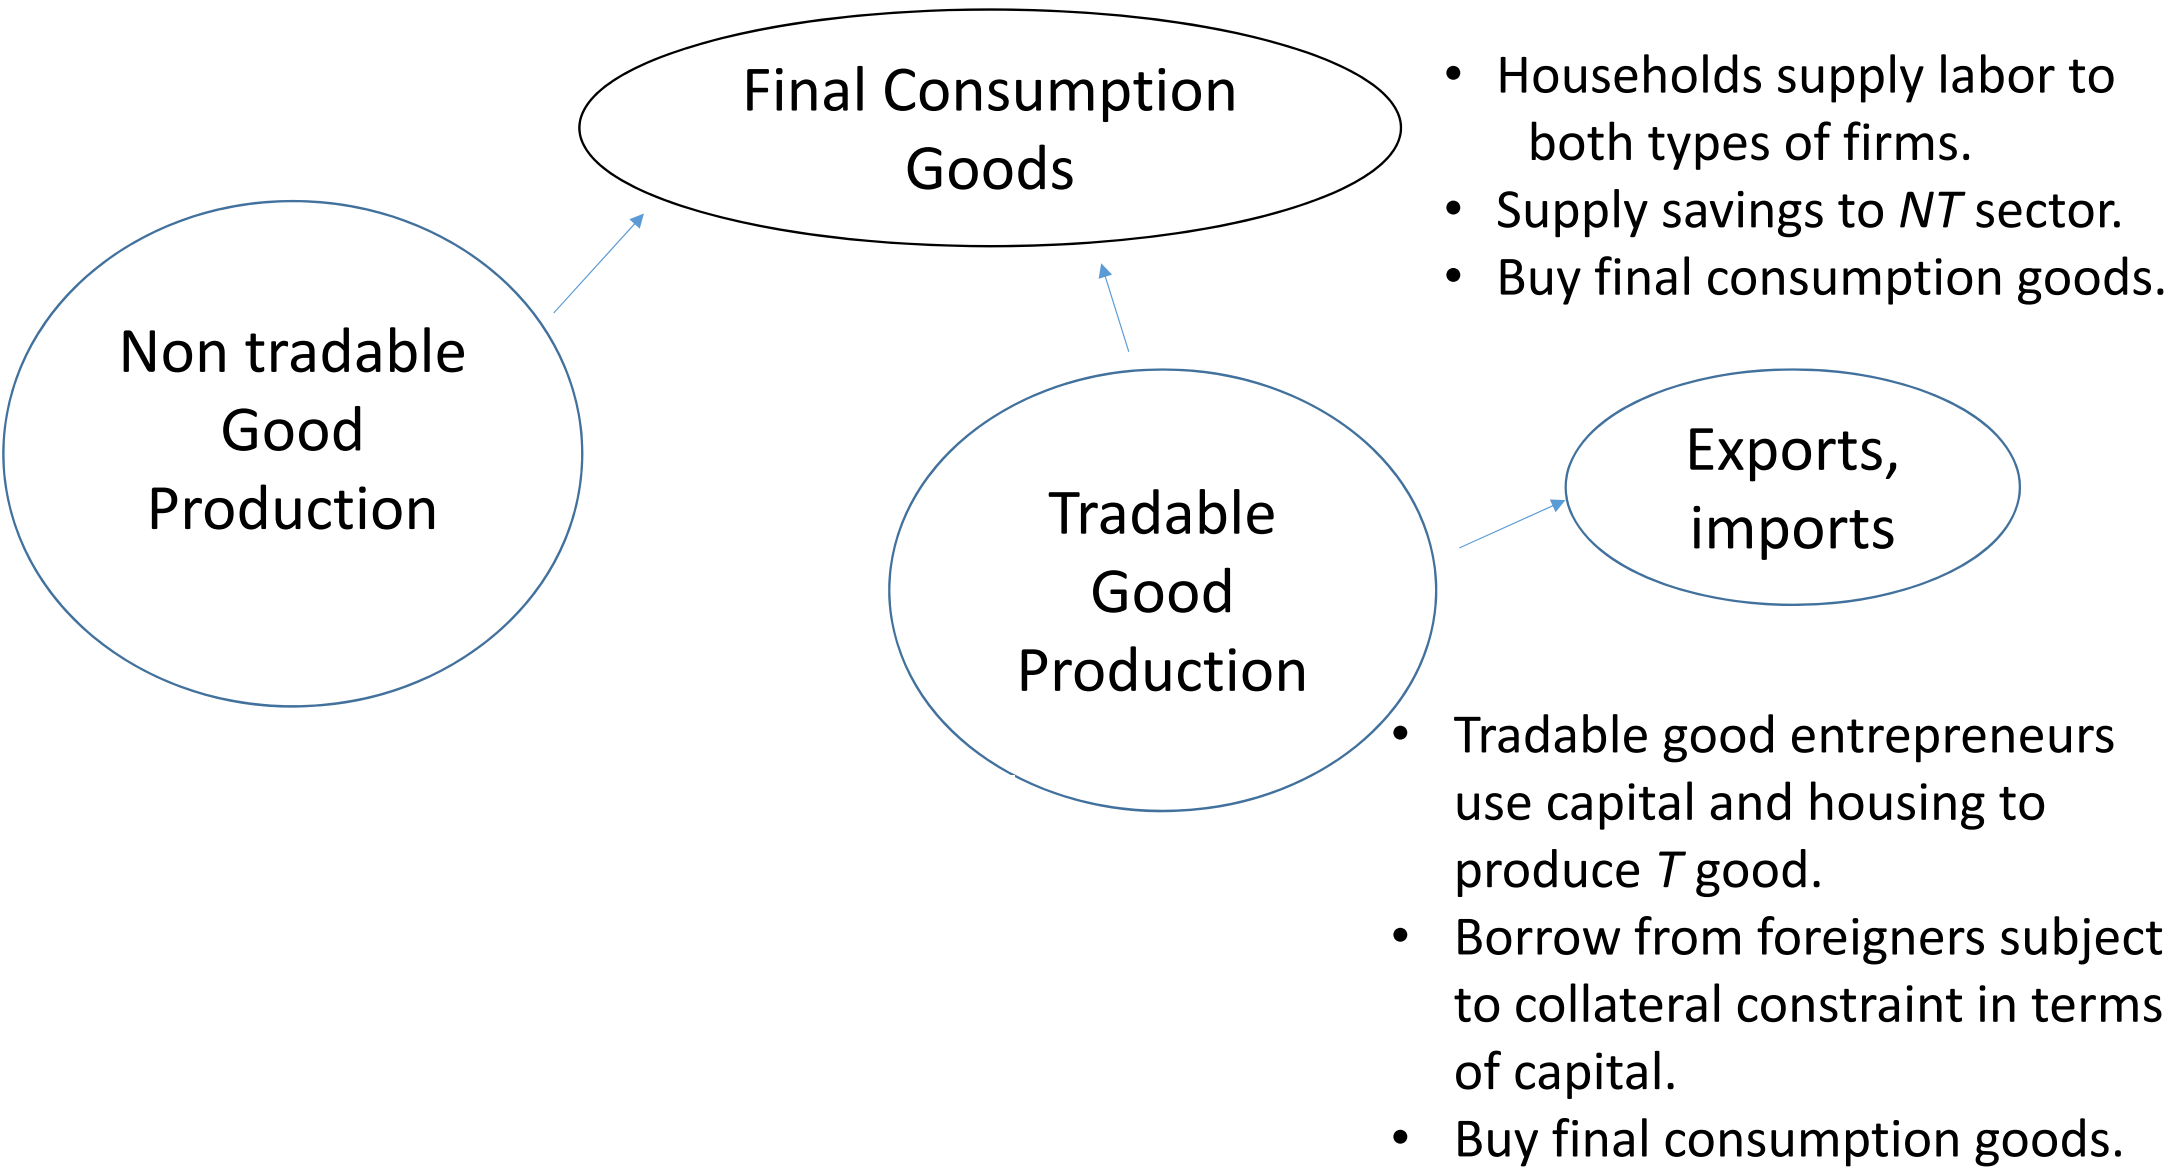 Final Consumption
Goods
• Households supply labor to
both types of firms.
• Supply savings to NT sector.
• Buy final consumption goods.
Non tradable
Good
Production
Tradable
Good
Production
Exports,
imports
• Tradable good entrepreneurs
use capital and housing to
produce T good.
• Borrow from foreigners subject
to collateral constraint in terms
of capital.
• Buy final consumption goods.